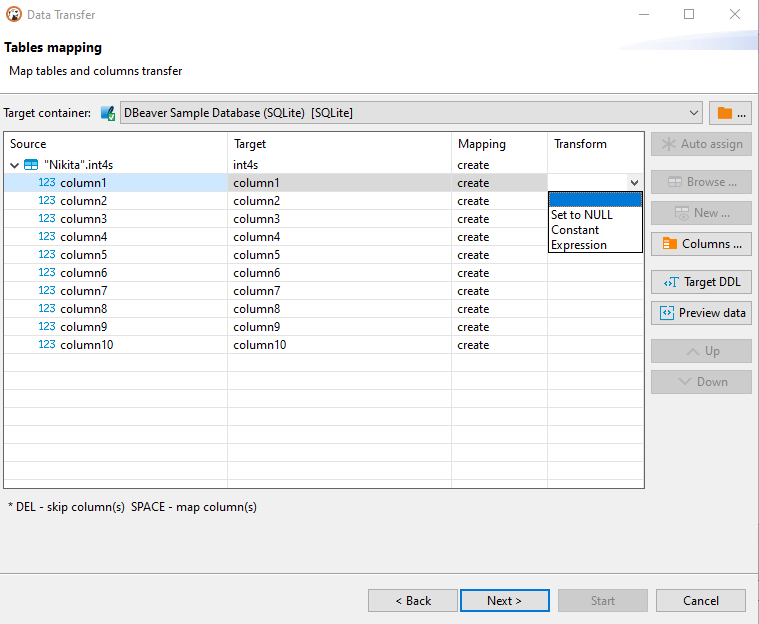 Data Transfer
Tables mapping
Map tables and columns transfer
Target container: DBeaver Sample Database (SQLite) [SQLite] ...
Source Target Mapping Transform Auto assign
"Nikita".int4s int4s create
123 column1 column1 create Browse ...
123 column2 column2 create
Set to NULL New ...
123 column3 column3 create
Constant
123 column4 column4 create Expression Columns ...
123 column5 column5 create
123 column6 column6 create
Target DDL
123 column7 column7 create
123 column8 column8 create Preview data
123 column9 column9 create
123 column10 column10 create Up
Down
* DEL - skip column(s) SPACE - map column(s)
< Back Next > Start Cancel